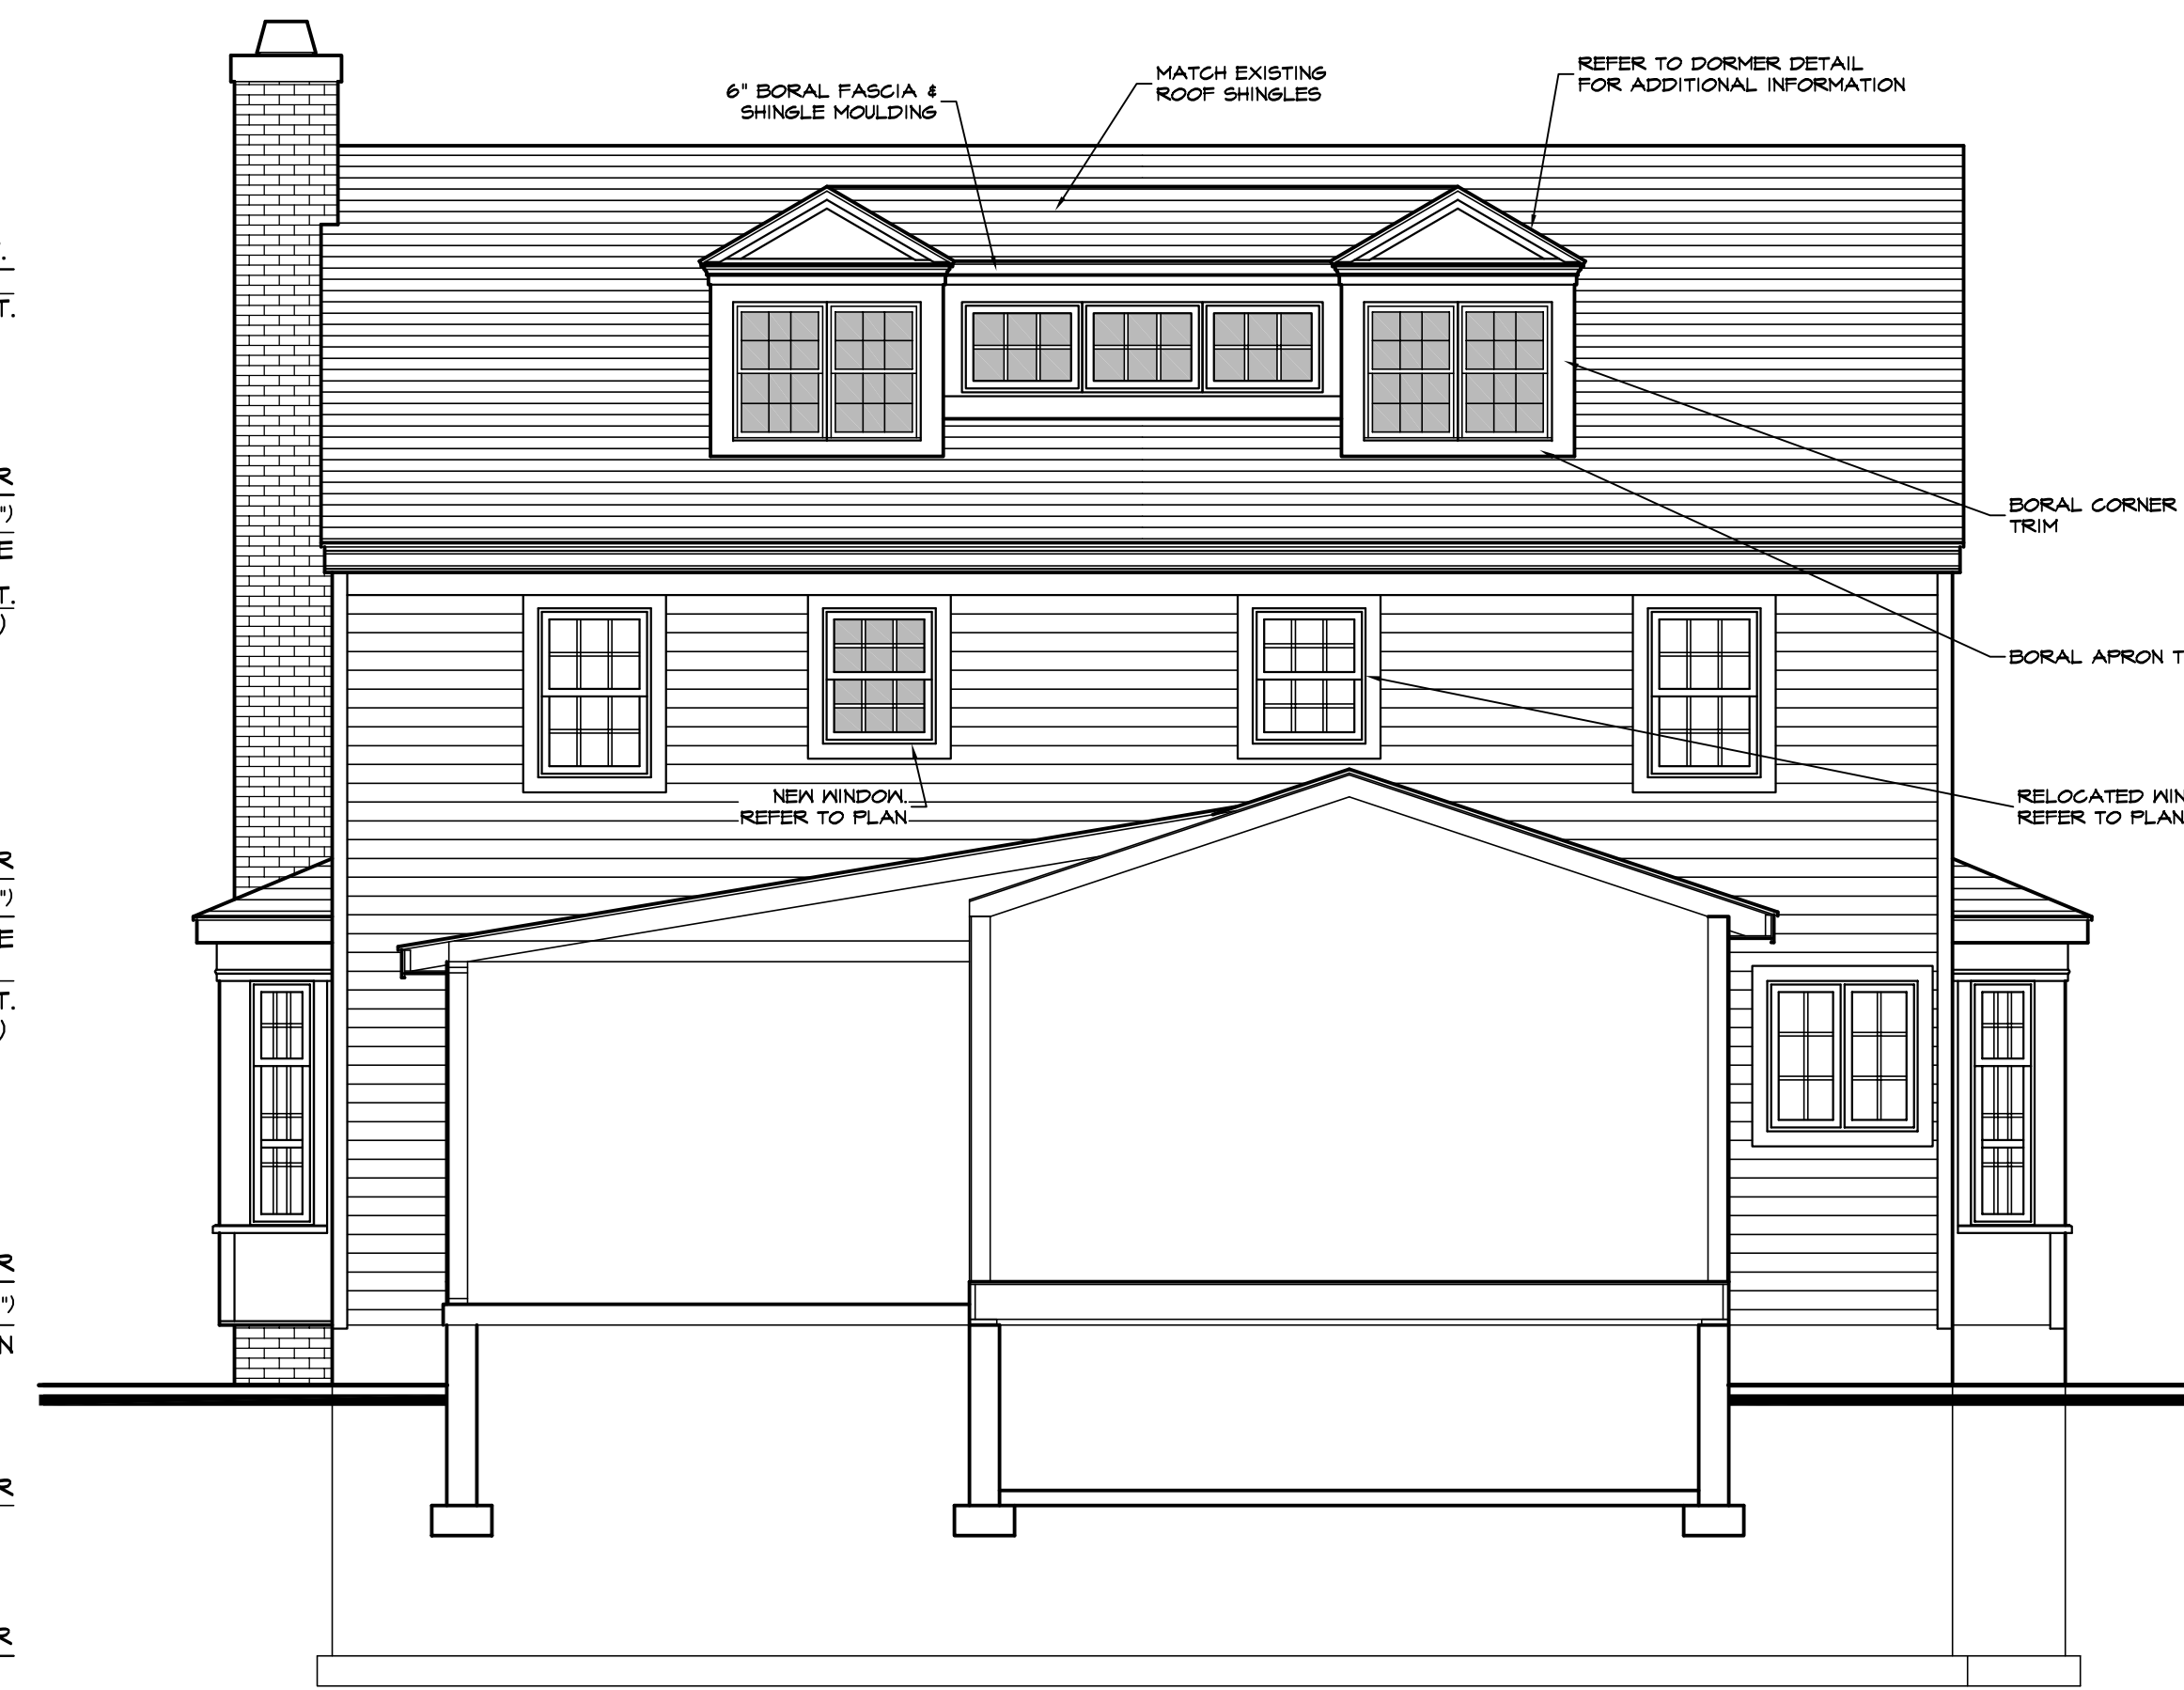 6" BORAL FASCIA &
SHINGLE MOULDING
MATCH EXISTING
ROOF SHINGLES
REFER TO DORMER DETAIL
FOR ADDITIONAL INFORMATION
BORAL CORNER
TRIM
BORAL APRON T
NEW WINDOW.
REFER TO PLAN
RELOCATED WIN
REFER TO PLAN